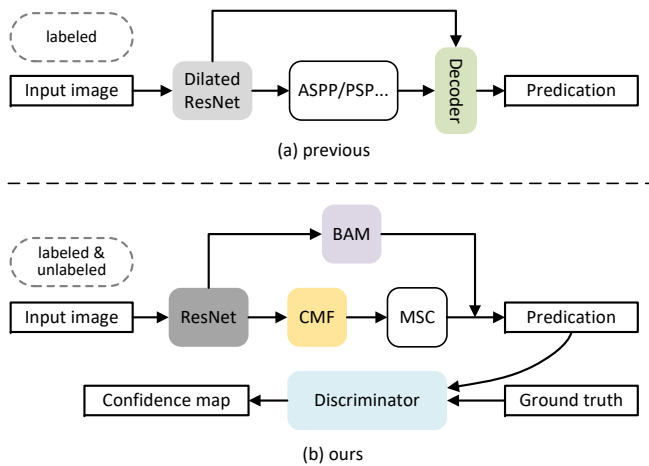 labeled
Input image
Dilated
ResNet
ASPP/PSP...
Decoder
Predication
(a) previous
labeled &
unlabeled
BAM
Input image
ResNet
CMF
MSC
Predication
Confidence map
Discriminator
Ground truth
(b) ours